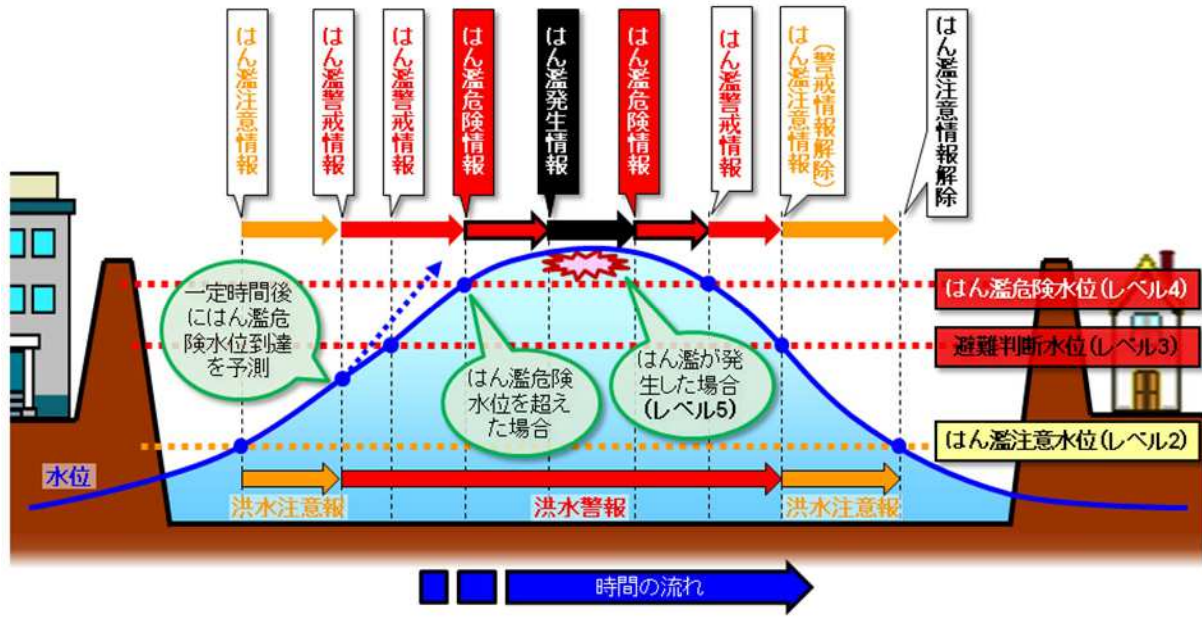 はん濫注意情報
はん濫警戒情報
はん濫警戒情報
はん濫危険情報
はん濫発生情報
はん濫危険情報
はん濫警戒情報
はん濫注意情報
(警戒情報解除)
はん濫注意情報解除
一定時間後
にはん濫危
険水位到達
を予測
はん濫危険
水位を超え
た場合
はん濫が発
生した場合
(レベル5)
はん濫危険水位(レベル4)
避難判断水位(レベル3)
はん濫注意水位(レベル2)
水位
洪水注意報
洪水警報
洪水注意報
時間の流れ